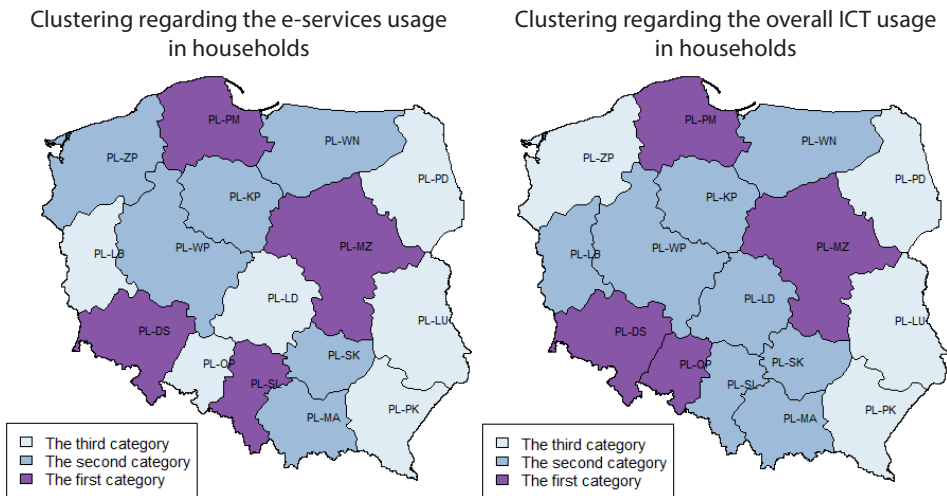 Clustering regarding the e-services usage
in households
PL-PM
PL-WN
PL-ZP
PL-PD
PL-KP
PL-WP
PL-MZ
PL-LB
PL-LD
PL-LU
PL-DS
PL-SK
PL-OP
PL-SL
PL-MA
PL-PK
The third category
The second category
The first category
Clustering regarding the overall ICT usage
in households
PL-PM
PL-WN
PL-ZP
PL-PD
PL-KP
PL-WP
PL-MZ
PL-LB
PL-LD
PL-LU
PL-DS
PL-SK
PL-OP
PL-SL
PL-MA
PL-PK
The third category
The second category
The first category